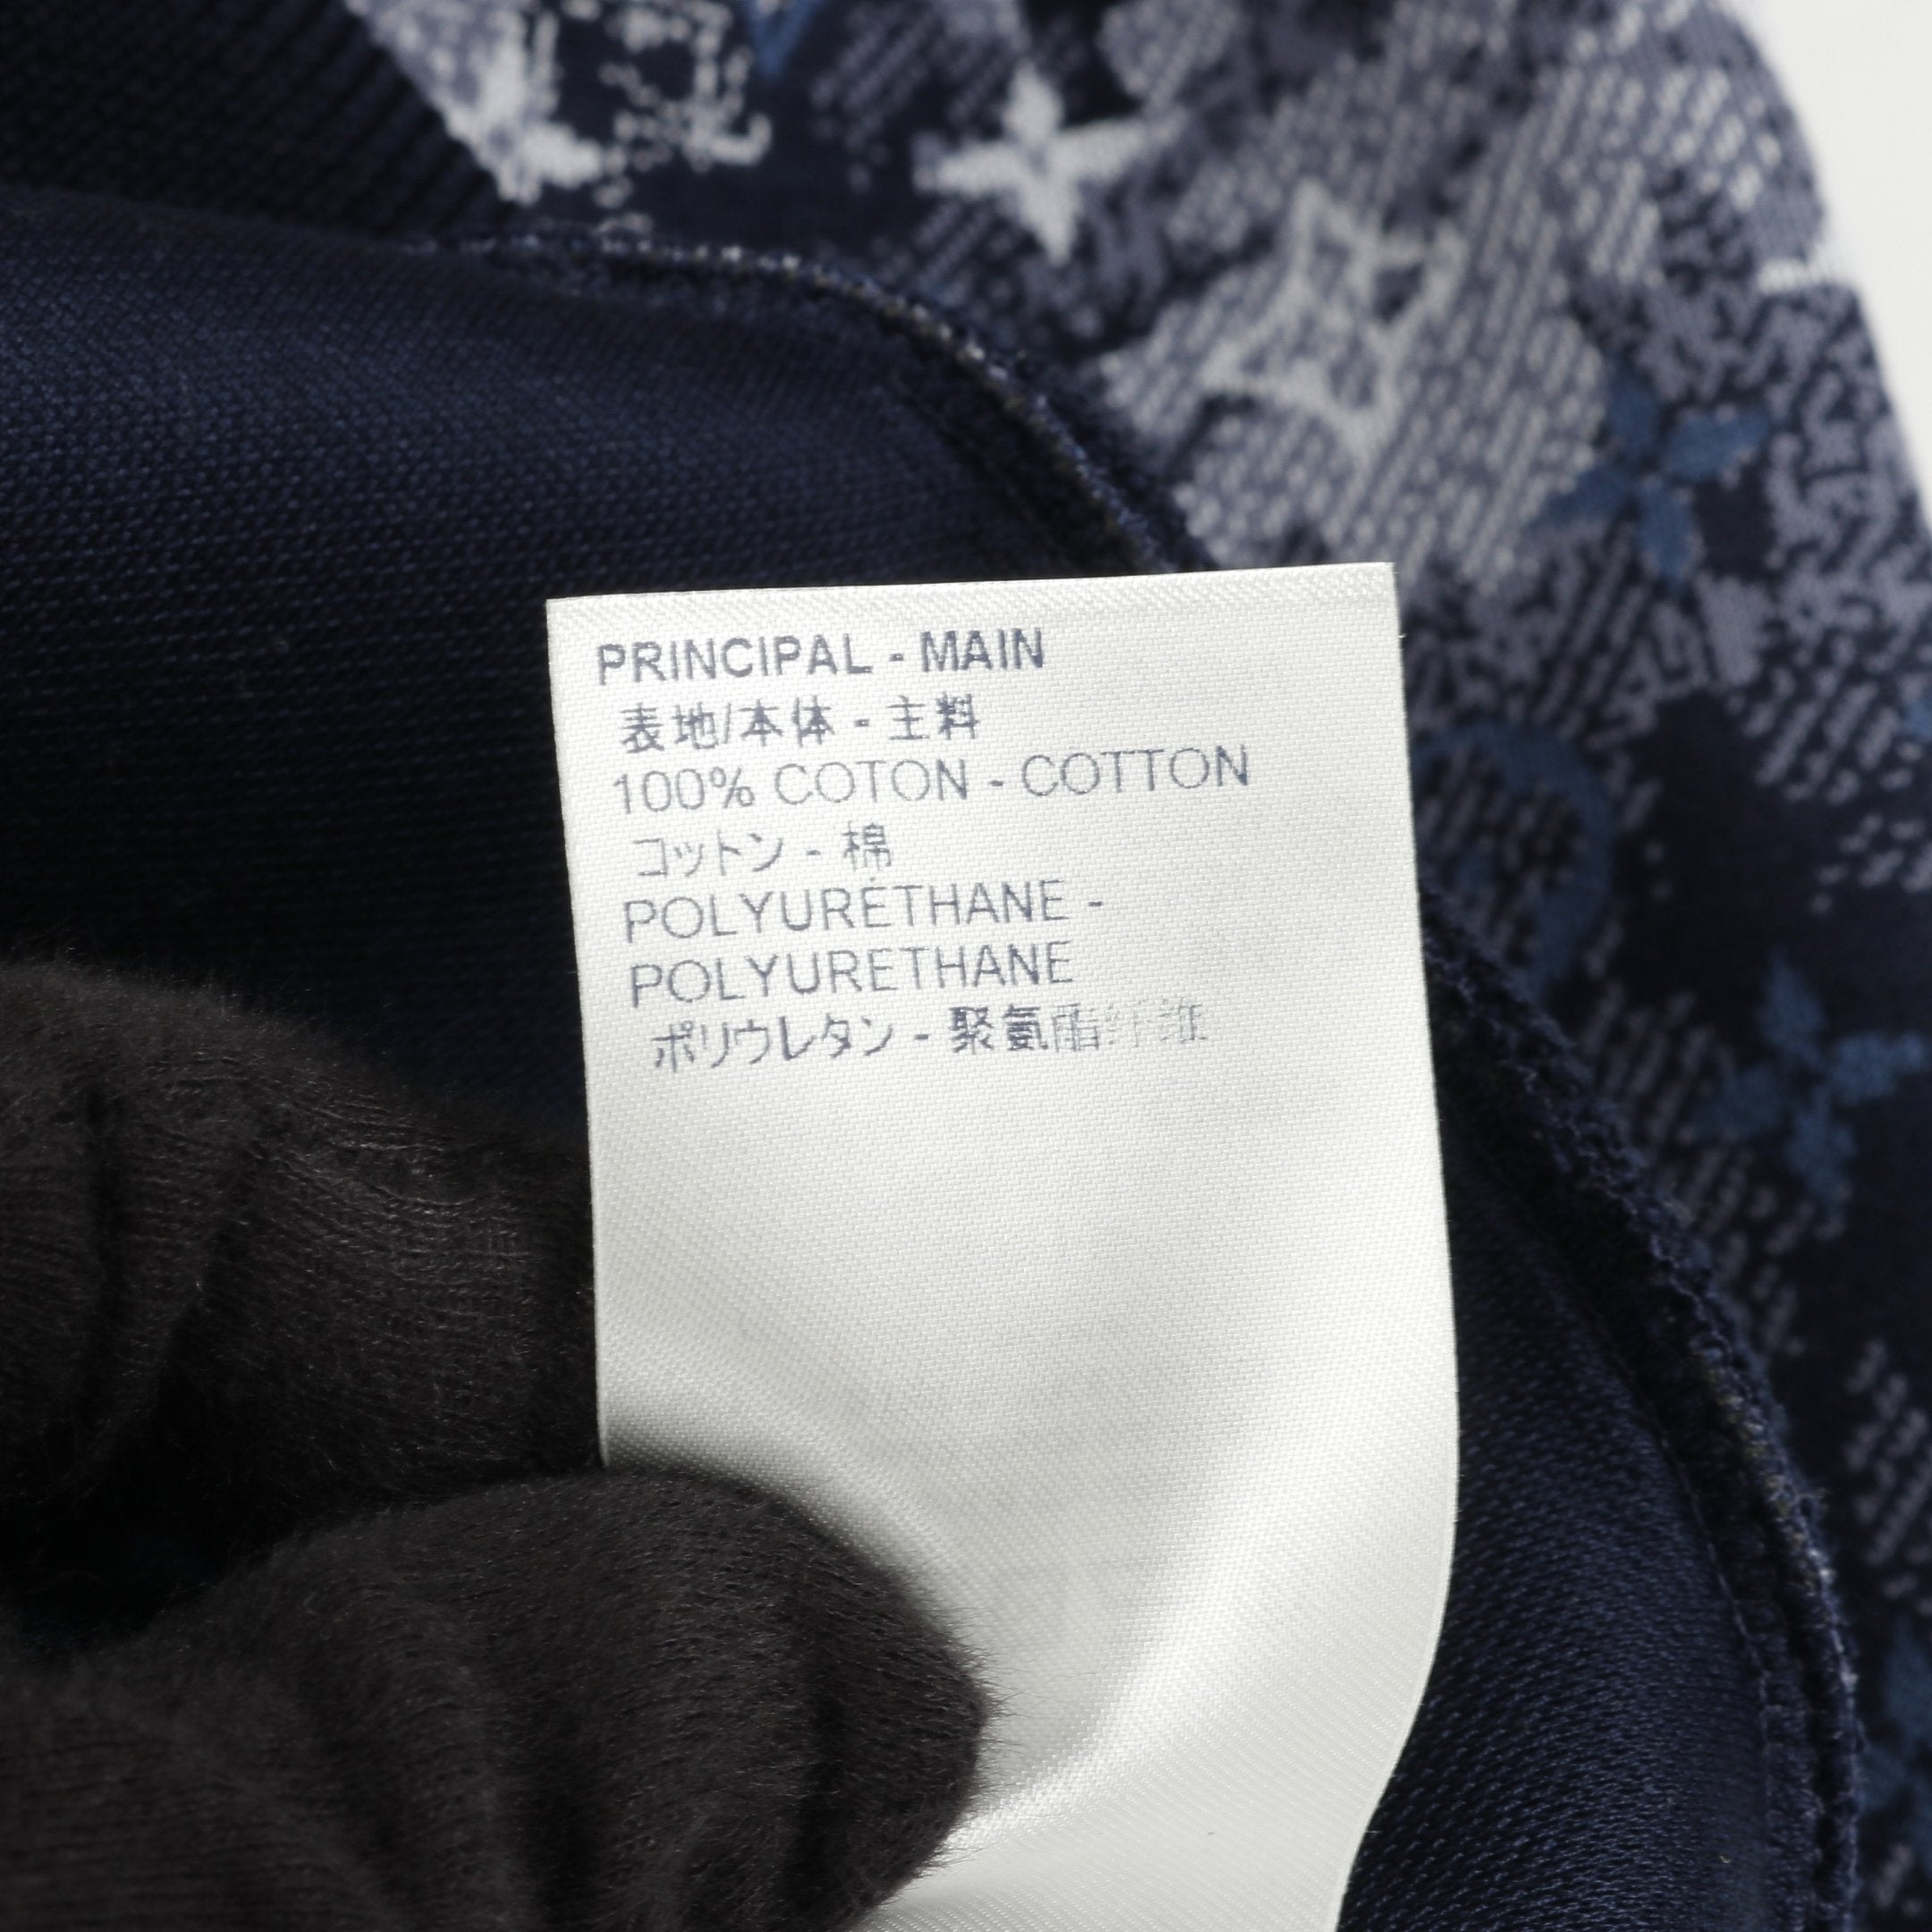 PRINCIPAL - MAIN
表地/本体 - 主料
100% COTON - COTTON
コットン - 棉
POLYURÉTHANE -
POLYURETHANE
ポリウレタン - 聚氨酯纤维